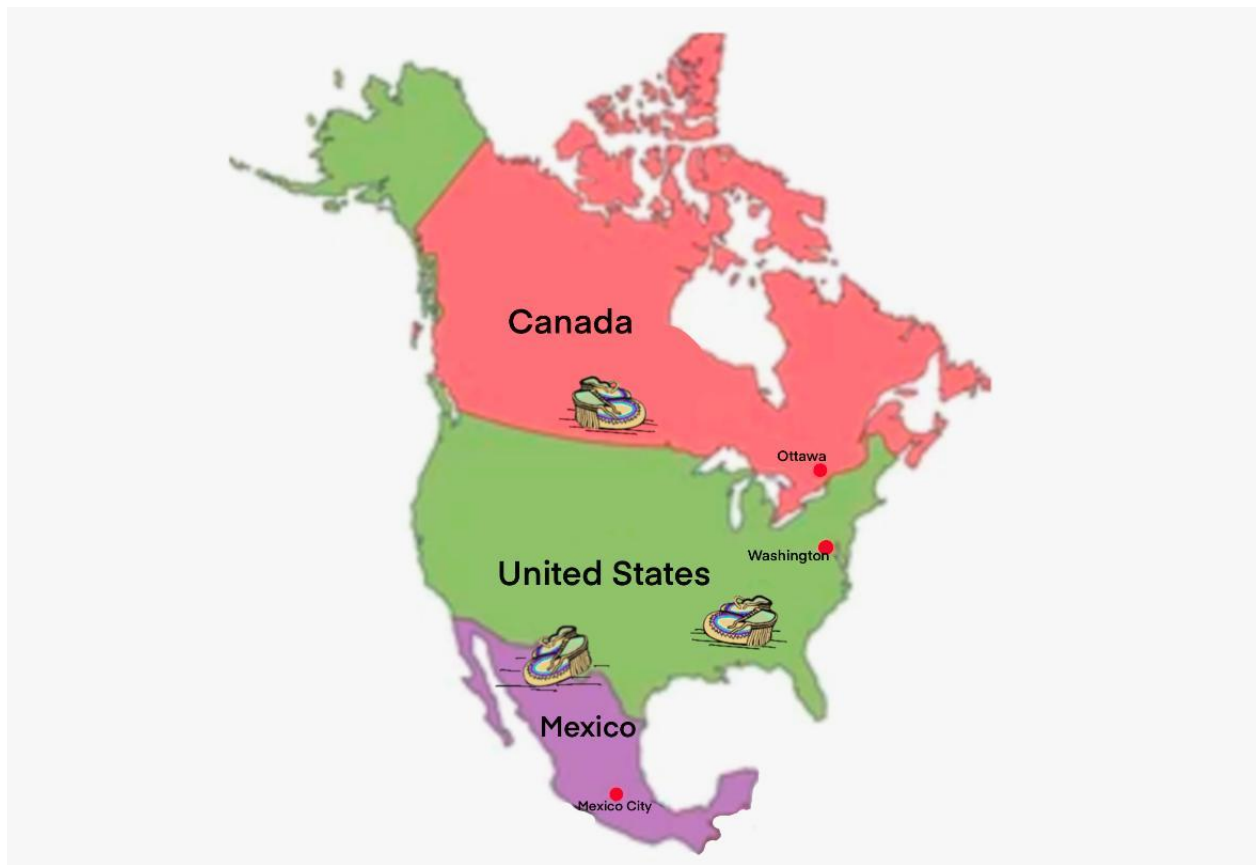 Canada
Ottawa
Washington
United States
Mexico
Mexico City